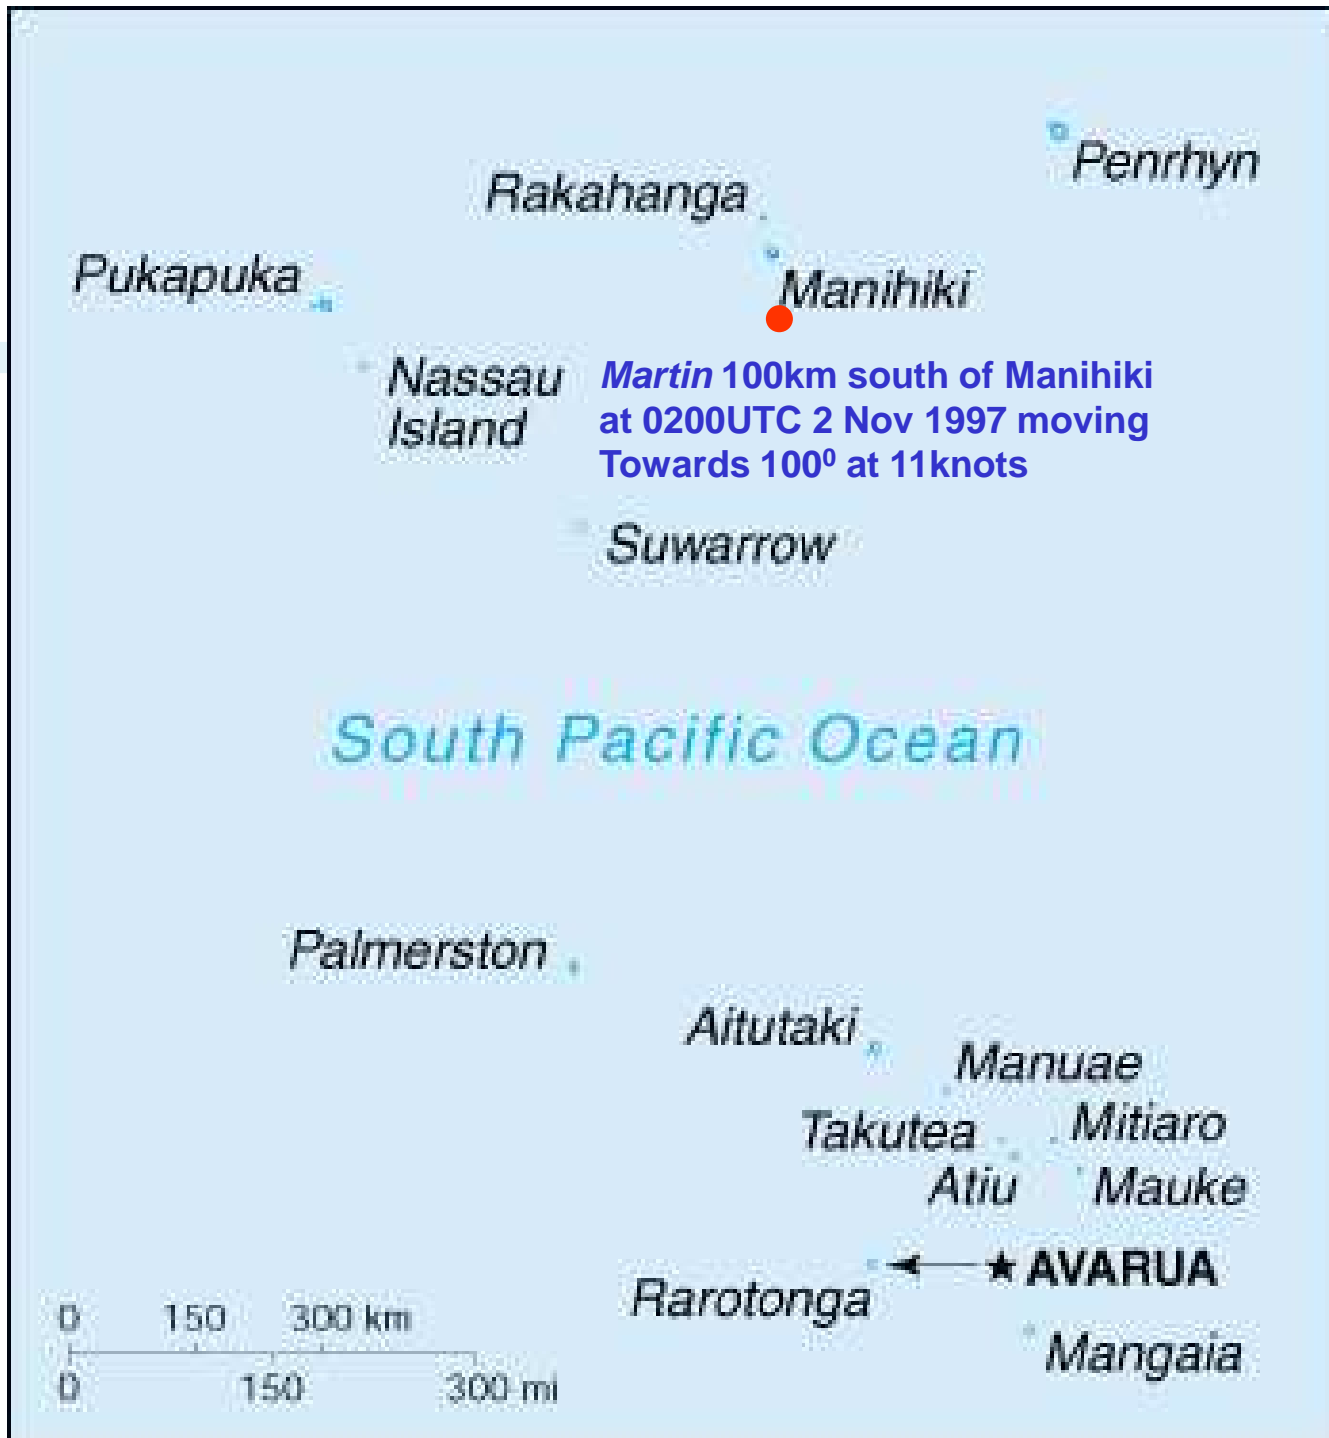 Penrhyn
Rakahanga
Pukapuka
Manihiki
Nassau
Island
Martin 100km south of Manihiki
at 0200UTC 2 Nov 1997 moving
Towards 100⁰ at 11knots
Suwarrow
South Pacific Ocean
Palmerston
Aitutaki
Manuae
Takutea
Mitiaro
Atiu
Mauke
AVARUA
Rarotonga
0 150 300 km
Mangaia
0 150 300 mi